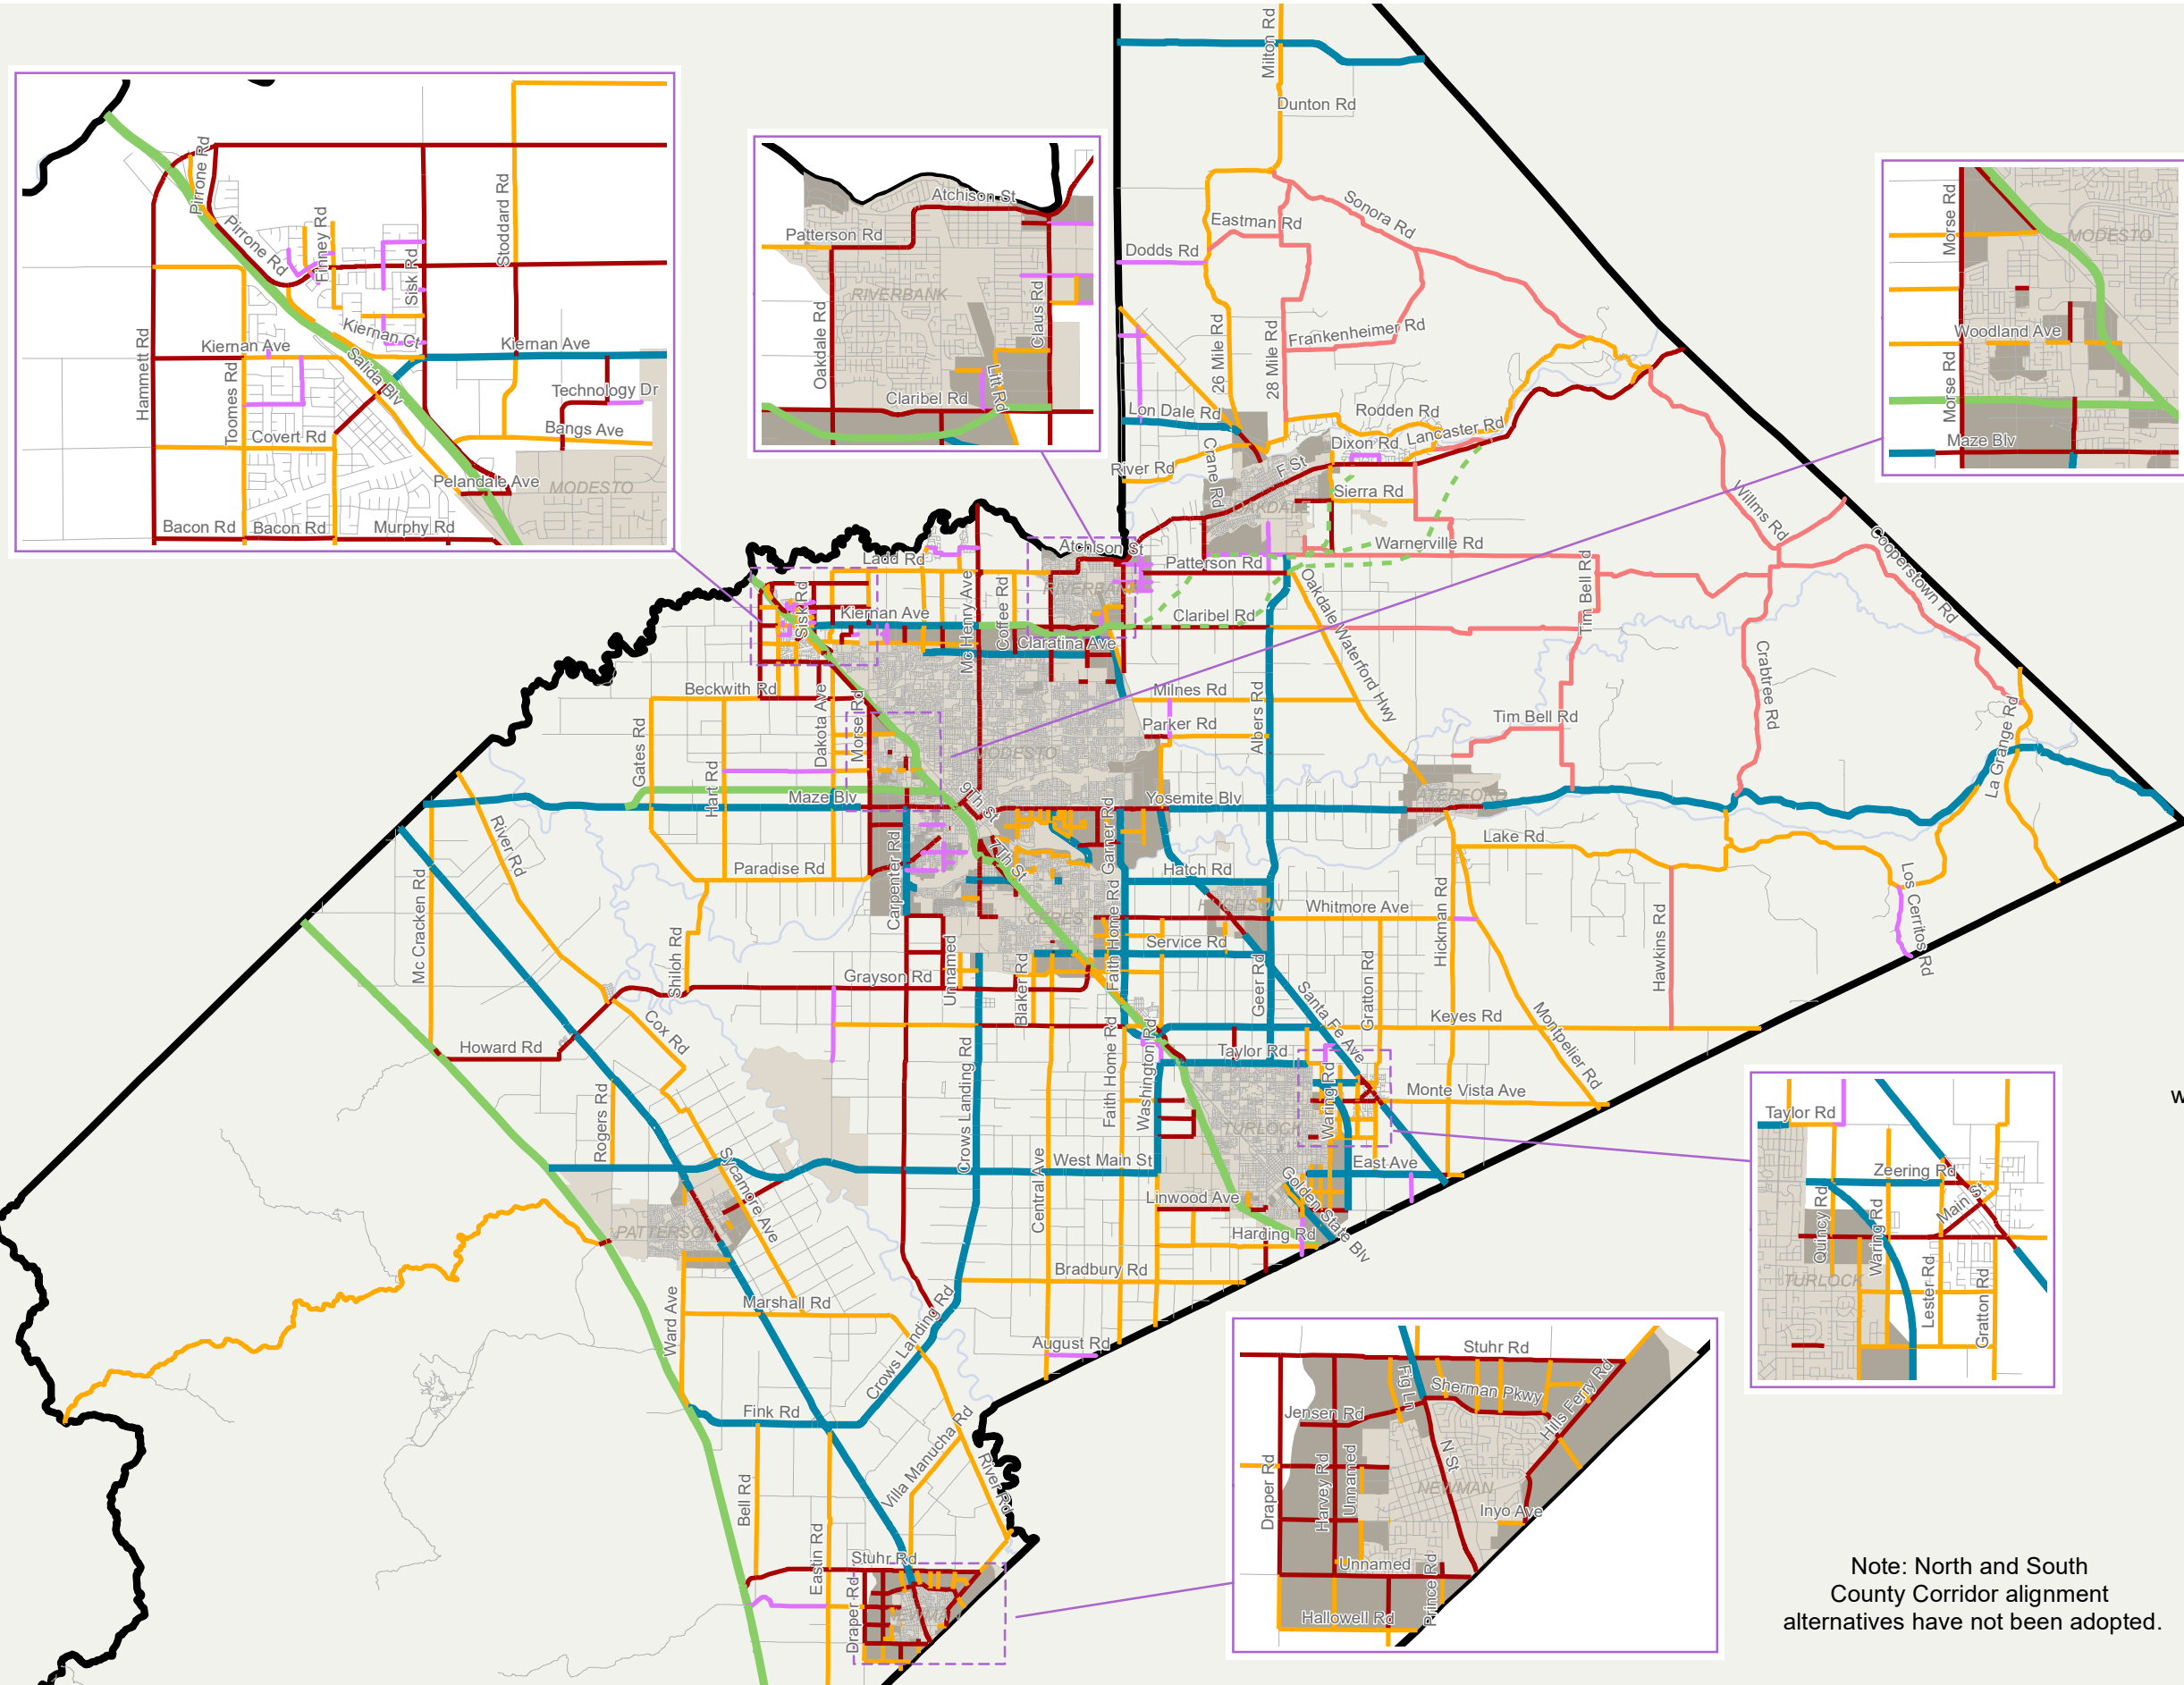 Milton Rd
Dunton Rd
Sonora Rd
Eastman Rd
Dodds Rd
Frankenheimer Rd
26 Mile Rd
28 Mile Rd
Lon Dale Rd
Rodden Rd
Dixon Rd
Lancaster Rd
River Rd
Crane Rd
F St
Sierra Rd
OAKDALE
Warnerville Rd
Willms Rd
Cooperstown Rd
Pirrone Rd
Pirrone Rd
Finney Rd
Sisk Rd
Stoddard Rd
Hammett Rd
Kiernan Ave
Kiernan Ct
Kiernan Ave
Salida Blv
Toomes Rd
Technology Dr
Covert Rd
Bangs Ave
Pelandale Ave
MODESTO
Bacon Rd
Bacon Rd
Murphy Rd
Atchison St
Patterson Rd
RIVERBANK
Oakdale Rd
Claus Rd
Litt Rd
Claribel Rd
Morse Rd
MODESTO
Woodland Ave
Morse Rd
Maze Blv
Ladd Rd
Atchison St
Patterson Rd
RIVERBANK
Sisk Rd
Kiernan Ave
Mc Henry Ave
Coffee Rd
Claratina Ave
Claribel Rd
Oakdale Waterford Hwy
Tim Bell Rd
Crabtree Rd
Beckwith Rd
Dakota Ave
Morse Rd
Milnes Rd
Parker Rd
Albers Rd
Tim Bell Rd
La Grange Rd
Gates Rd
Hart Rd
MODESTO
Maze Blv
9Th St
Yosemite Blv
WATERFORD
River Rd
Paradise Rd
Carpenter Rd
7Th St
Garner Rd
Hatch Rd
Lake Rd
Los Cerritos Rd
Mc Cracken Rd
Shiloh Rd
CERES
HUGHSON
Whitmore Ave
Hickman Rd
Hawkins Rd
Faith Home Rd
Service Rd
Unnamed
Grayson Rd
Blaker Rd
Geer Rd
Santa Fe Ave
Gratton Rd
Keyes Rd
Montpelier Rd
Cox Rd
Howard Rd
Taylor Rd
Rogers Rd
Crows Landing Rd
Faith Home Rd
Washington Rd
Waring Rd
Monte Vista Ave
TURLOCK
West Main St
East Ave
Sycamore Ave
Central Ave
Linwood Ave
Golden State Blv
Harding Rd
PATTERSON
Bradbury Rd
Ward Ave
Marshall Rd
August Rd
Crows Landing Rd
Fink Rd
Villa Manucha Rd
River Rd
Bell Rd
Eastin Rd
Stuhr Rd
Draper Rd
NEWMAN
Taylor Rd
Zeering Rd
Main St
Quincy Rd
Waring Rd
TURLOCK
Lester Rd
Gratton Rd
Stuhr Rd
Fig Ln
Sherman Pkwy
Hills Ferry Rd
Jensen Rd
N St
Draper Rd
Harvey Rd
Unnamed
NEWMAN
Inyo Ave
Unnamed
Prince Rd
Hallowell Rd
Note: North and South
County Corridor alignment
alternatives have not been adopted.